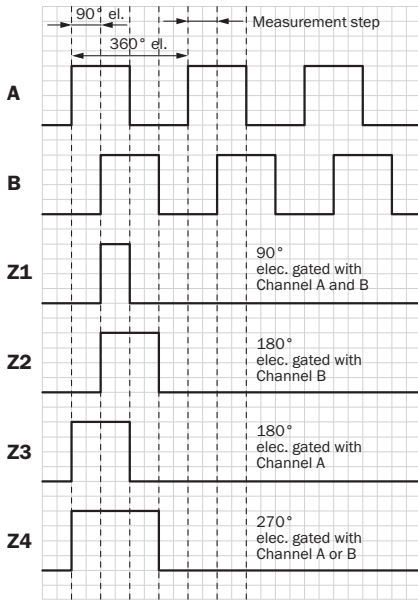 90° el.
Measurement step
360° el.
A
B
Z1
90°
elec. gated with
Channel A and B
Z2
180°
elec. gated with
Channel B
Z3
180°
elec. gated with
Channel A
Z4
270°
elec. gated with
Channel A or B